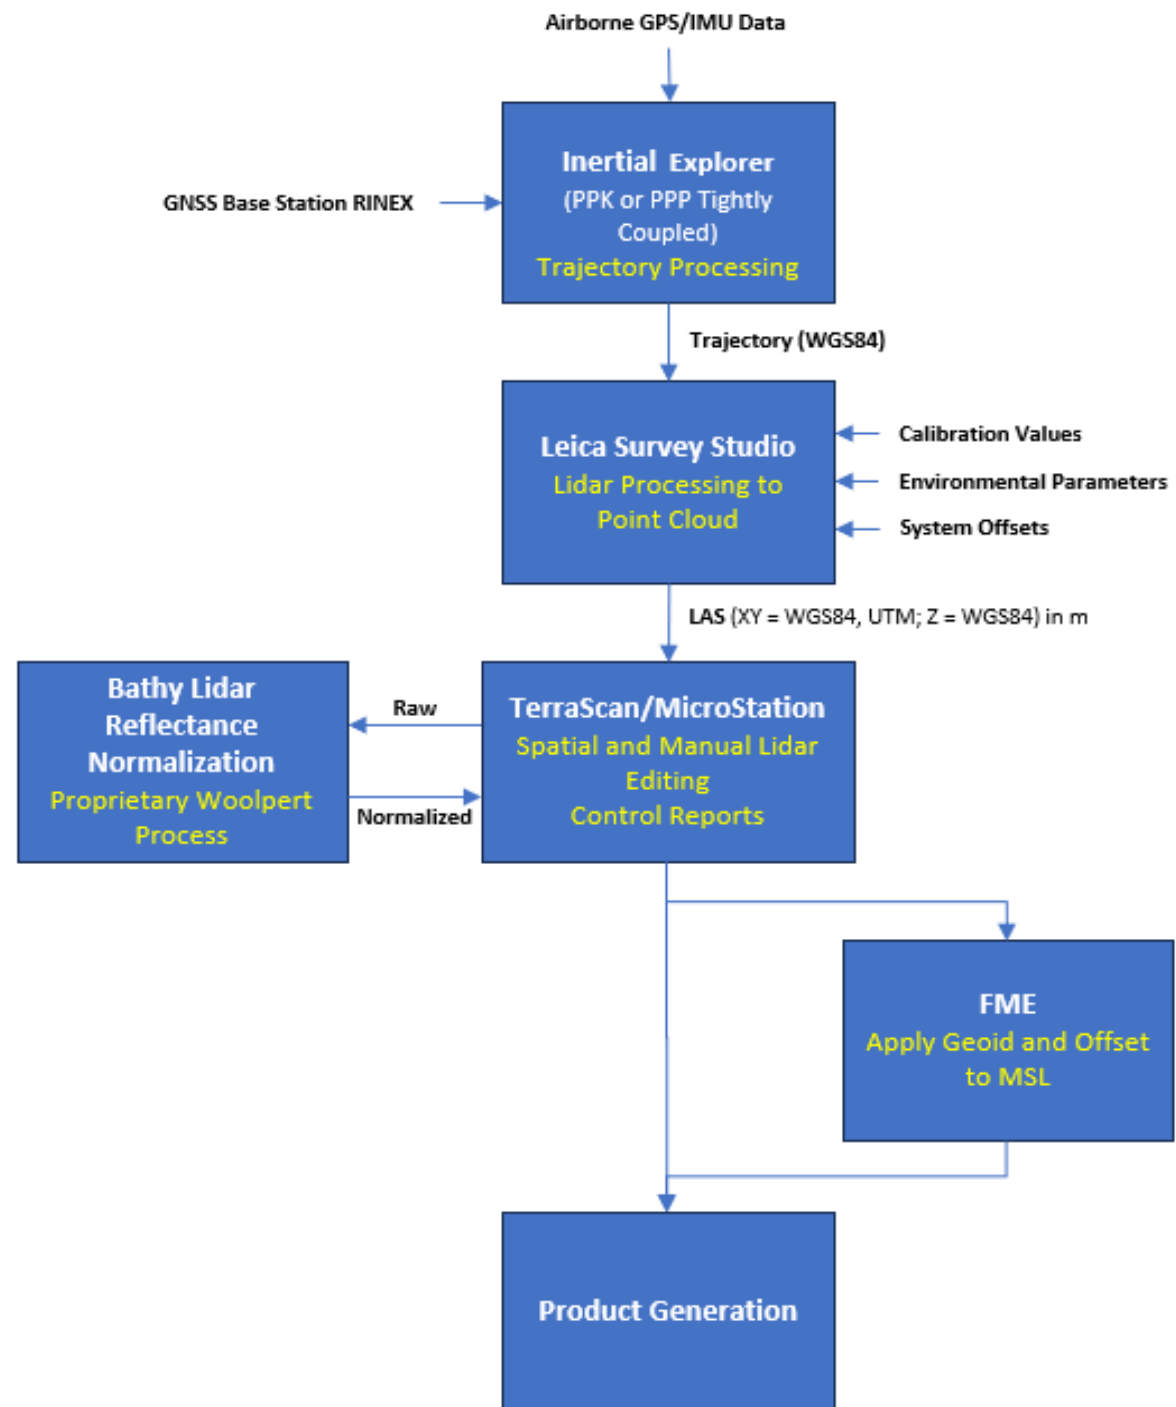 Airborne GPS/IMU Data
Inertial Explorer
(PPK or PPP Tightly
Coupled)
Trajectory Processing
GNSS Base Station RINEX
Trajectory (WGS84)
Leica Survey Studio
Lidar Processing to
Point Cloud
Calibration Values
Environmental Parameters
System Offsets
LAS (XY = WGS84, UTM; Z = WGS84) in m
Bathy Lidar
Reflectance
Normalization
Proprietary Woolpert
Process
Raw
Normalized
TerraScan/MicroStation
Spatial and Manual Lidar
Editing
Control Reports
FME
Apply Geoid and Offset
to MSL
Product Generation